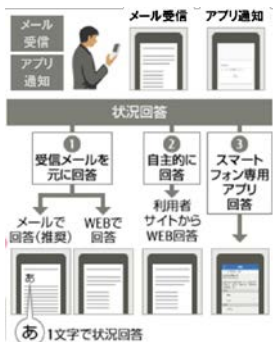 メール
受信
アプリ
通知
メール受信
アプリ通知
状況回答
1
受信メールを
元に回答
2
自主的に
回答
3
スマート
フォン専用
アプリ
回答
メールで
回答(推奨)
WEBで
回答
利用者
サイトから
WEB回答
あ
あ 1文字で状況回答